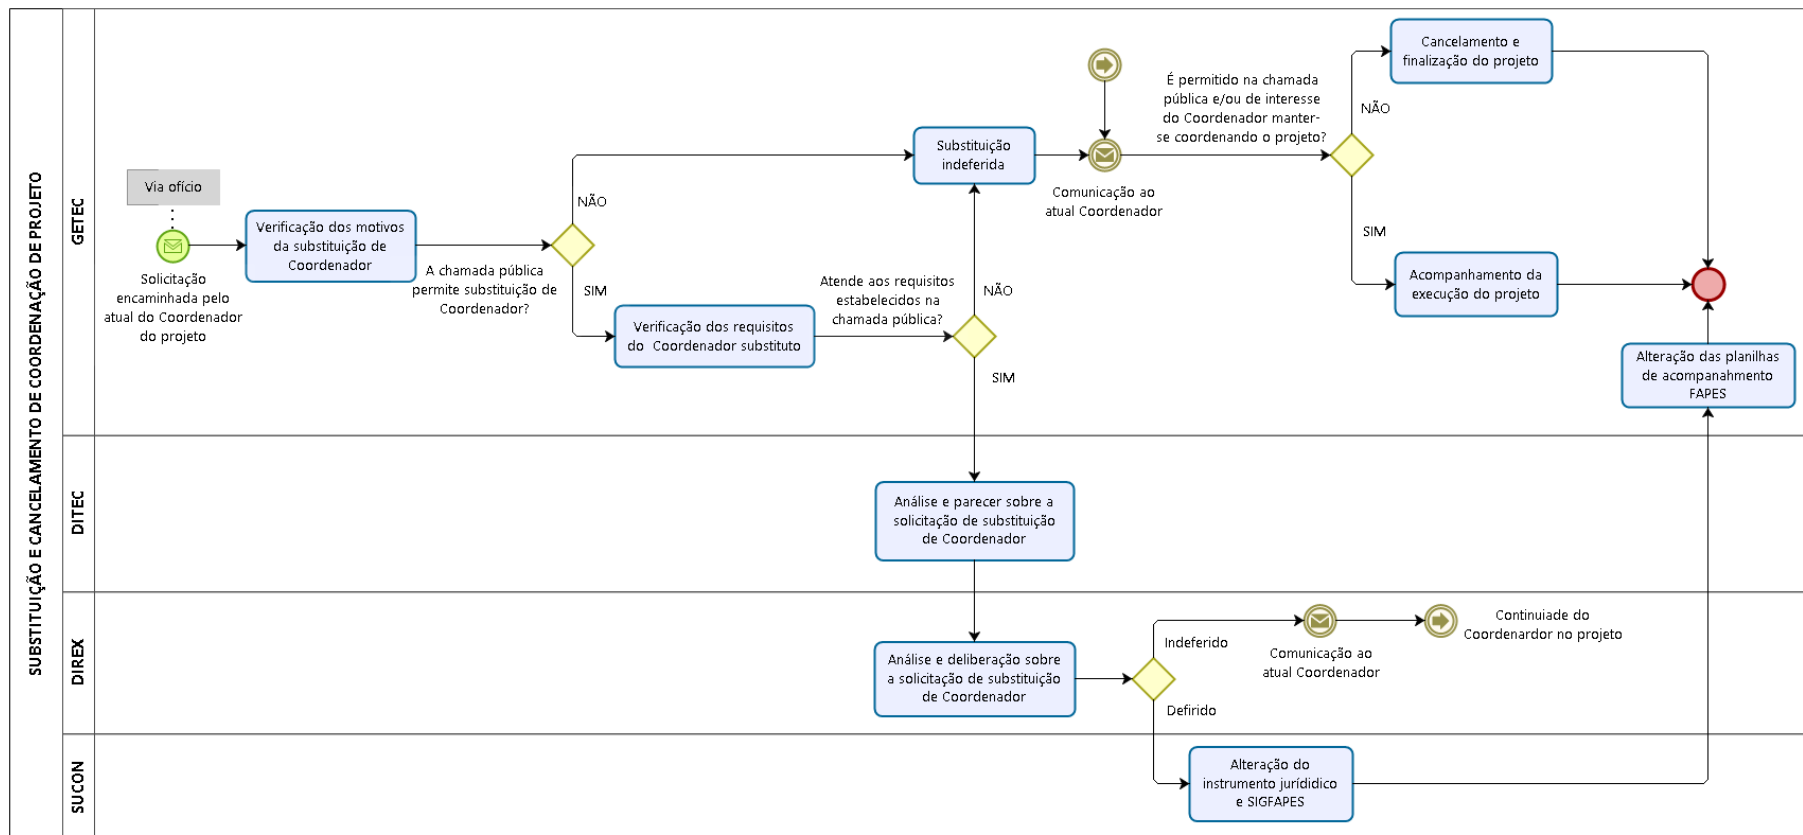 SUBSTITUIÇÃO E CANCELAMENTO DE COORDENAÇÃO DE PROJETO
GETEC
Via ofício
Solicitação
encaminhada pelo
atual do Coordenador
do projeto
Verificação dos motivos
da substituição de
Coordenador
A chamada pública
permite substituição de
Coordenador?
NÃO
SIM
Verificação dos requisitos
do Coordenador substituto
Atende aos requisitos
estabelecidos na
chamada pública?
NÃO
SIM
Substituição
indeferida
Comunicação ao
atual Coordenador
É permitido na chamada
pública e/ou de interesse
do Coordenador manter-
se coordenando o projeto?
NÃO
SIM
Cancelamento e
finalização do projeto
Acompanhamento da
execução do projeto
Alteração das planilhas
de acompanahmento
FAPES
DITEC
Análise e parecer sobre a
solicitação de substituição
de Coordenador
DIREX
Análise e deliberação sobre
a solicitação de substituição
de Coordenador
Indeferido
Defirido
Comunicação ao
atual Coordenador
Continuiade do
Coordenardor no projeto
SUCON
Alteração do
instrumento jurídidico
e SIGFAPES